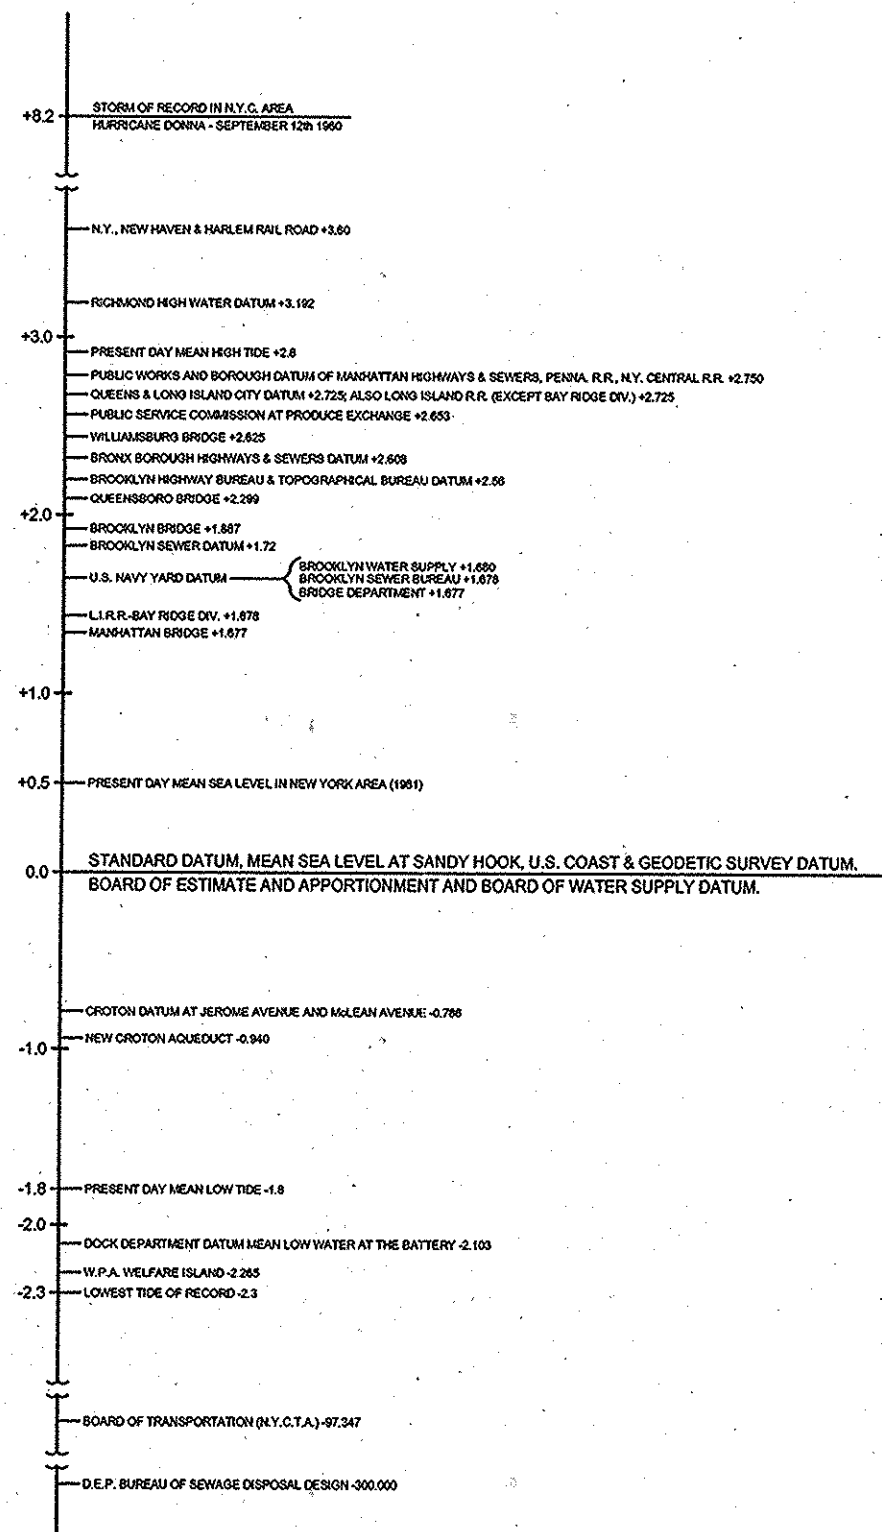 STORM OF RECORD IN N.Y.C. AREA
+8.2
HURRICANE DONNA - SEPTEMBER 12th 1960
N.Y., NEW HAVEN & HARLEM RAIL ROAD +3.60
RICHMOND HIGH WATER DATUM +3.192
+3.0
PRESENT DAY MEAN HIGH TIDE +2.8
PUBLIC WORKS AND BOROUGH DATUM OF MANHATTAN HIGHWAYS & SEWERS, PENNA. R.R., N.Y. CENTRAL R.R. +2.750
QUEENS & LONG ISLAND CITY DATUM +2.725; ALSO LONG ISLAND R.R. (EXCEPT BAY RIDGE DIV.) +2.725
PUBLIC SERVICE COMMISSION AT PRODUCE EXCHANGE +2.653
WILLIAMSBURG BRIDGE +2.625
BRONX BOROUGH HIGHWAYS & SEWERS DATUM +2.608
BROOKLYN HIGHWAY BUREAU & TOPOGRAPHICAL BUREAU DATUM +2.56
QUEENSBORO BRIDGE +2.299
+2.0
BROOKLYN BRIDGE +1.887
BROOKLYN SEWER DATUM +1.72
BROOKLYN WATER SUPPLY +1.680
U.S. NAVY YARD DATUM BROOKLYN SEWER BUREAU +1.678
BRIDGE DEPARTMENT +1.677
L.I.R.R.-BAY RIDGE DIV. +1.678
MANHATTAN BRIDGE +1.677
+1.0
+0.5 PRESENT DAY MEAN SEA LEVEL IN NEW YORK AREA (1981)
STANDARD DATUM, MEAN SEA LEVEL AT SANDY HOOK, U.S. COAST & GEODETIC SURVEY DATUM.
0.0
BOARD OF ESTIMATE AND APPORTIONMENT AND BOARD OF WATER SUPPLY DATUM.
CROTON DATUM AT JEROME AVENUE AND McLEAN AVENUE -0.788
NEW CROTON AQUEDUCT -0.940
-1.0
-1.8 PRESENT DAY MEAN LOW TIDE -1.8
-2.0
DOCK DEPARTMENT DATUM MEAN LOW WATER AT THE BATTERY -2.103
W.P.A. WELFARE ISLAND -2.265
-2.3 LOWEST TIDE OF RECORD -2.3
BOARD OF TRANSPORTATION (N.Y.C.T.A.) -97.347
D.E.P. BUREAU OF SEWAGE DISPOSAL DESIGN -300.000